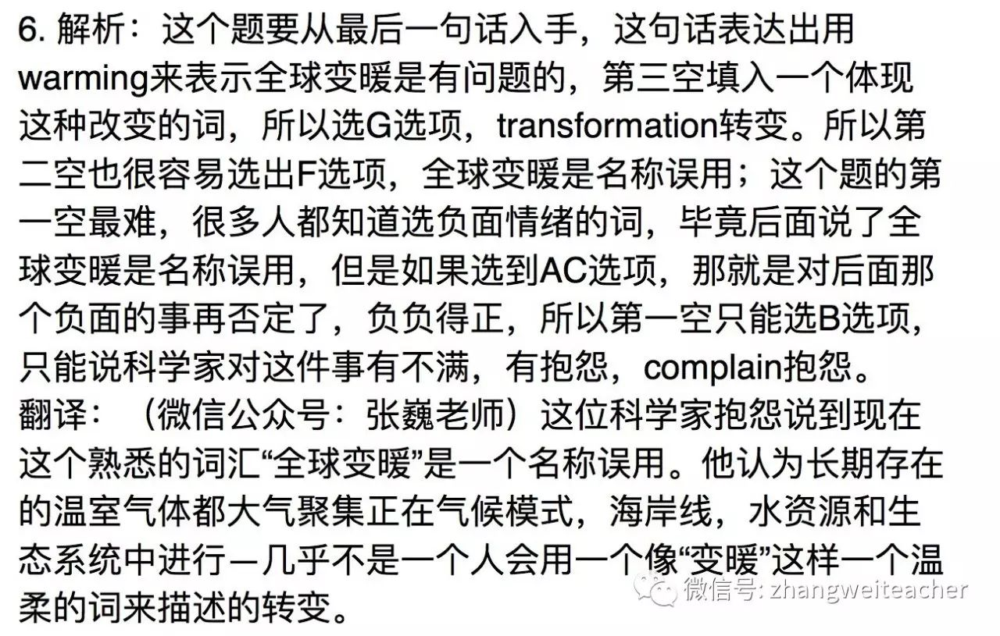 6. 解析：这个题要从最后一句话入手，这句话表达出用
warming来表示全球变暖是有问题的，第三空填入一个体现
这种改变的词，所以选G选项，transformation转变。所以第
二空也很容易选出F选项，全球变暖是名称误用；这个题的第
一空最难，很多人都知道选负面情绪的词，毕竟后面说了全
球变暖是名称误用，但是如果选到AC选项，那就是对后面那
个负面的事再否定了，负负得正，所以第一空只能选B选项，
只能说科学家对这件事有不满，有抱怨，complain抱怨。
翻译：（微信公众号：张巍老师）这位科学家抱怨说到现在
这个熟悉的词汇“全球变暖”是一个名称误用。他认为长期存在
的温室气体都大气聚集正在气候模式，海岸线，水资源和生
态系统中进行—几乎不是一个人会用一个像“变暖”这样一个温
柔的词来描述的转变。
微信号: zhangweiteacher